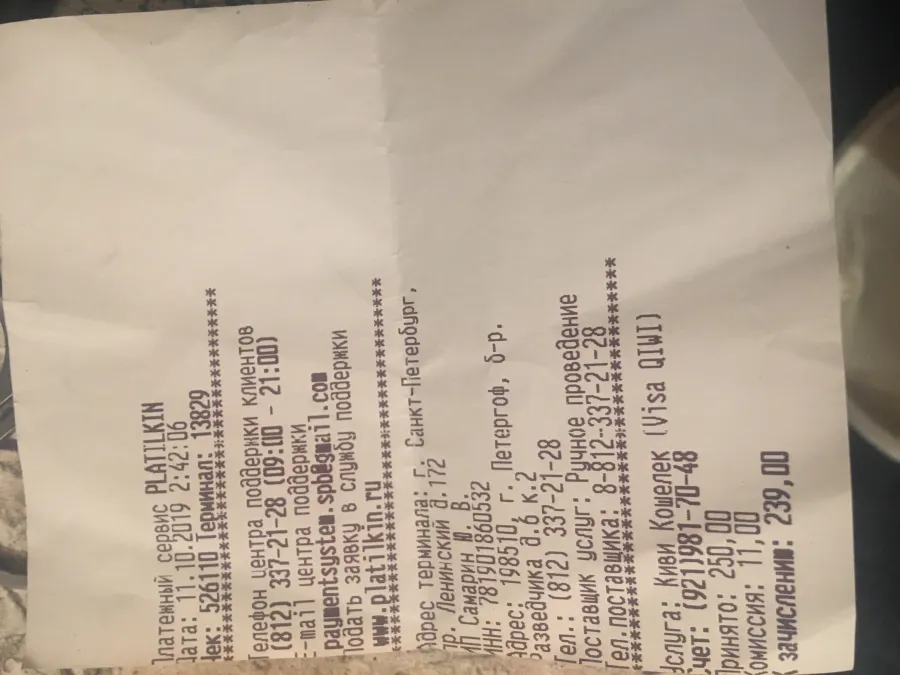 Платежный сервис PLATILKIN
Дата: 11.10.2019 2:42:06
Чек: 526110 Терминал: 13829
************************************
Телефон центра поддержки клиентов
(812) 337-21-28 (09:00 - 21:00)
E-mail центра поддержки
paymentsystem.spb@gmail.com
Подать заявку в службу поддержки
www.platilkin.ru
************************************
Адрес терминала: г. Санкт-Петербург,
пр. Ленинский д.172
ИП Самарин Ю. В.
ИНН: 781901860532
Адрес: 198510, г. Петергоф, б-р.
Разведчика д.6 к.2
Тел.: (812) 337-21-28
Поставщик услуг: Ручное проведение
Тел.поставщика: 8-812-337-21-28
************************************
Услуга: Киви Кошелек (Visa QIWI)
Счет: (921)981-70-48
Принято: 250,00
Комиссия: 11,00
К зачислению: 239,00